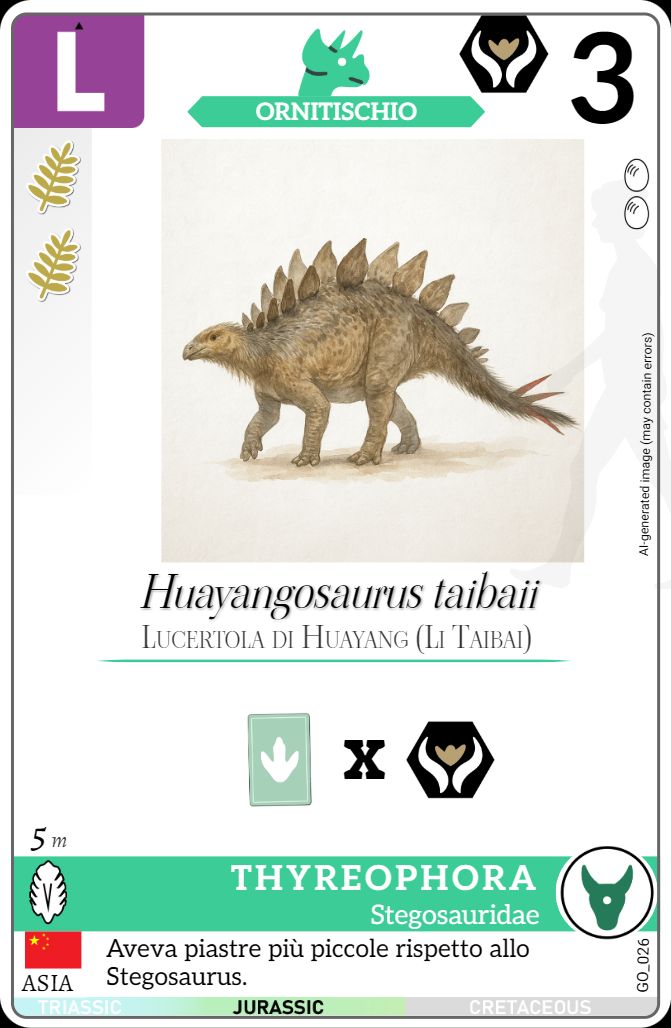 L
ORNITISCHIO
3
AI-generated image (may contain errors)
Huayangosaurus taibaii
Lucertola di Huayang (Li Taibai)
x
5 m
THYREOPHORA
Stegosauridae
ASIA
Aveva piastre più piccole rispetto allo
Stegosaurus.
GO_026
TRIASSIC JURASSIC CRETACEOUS